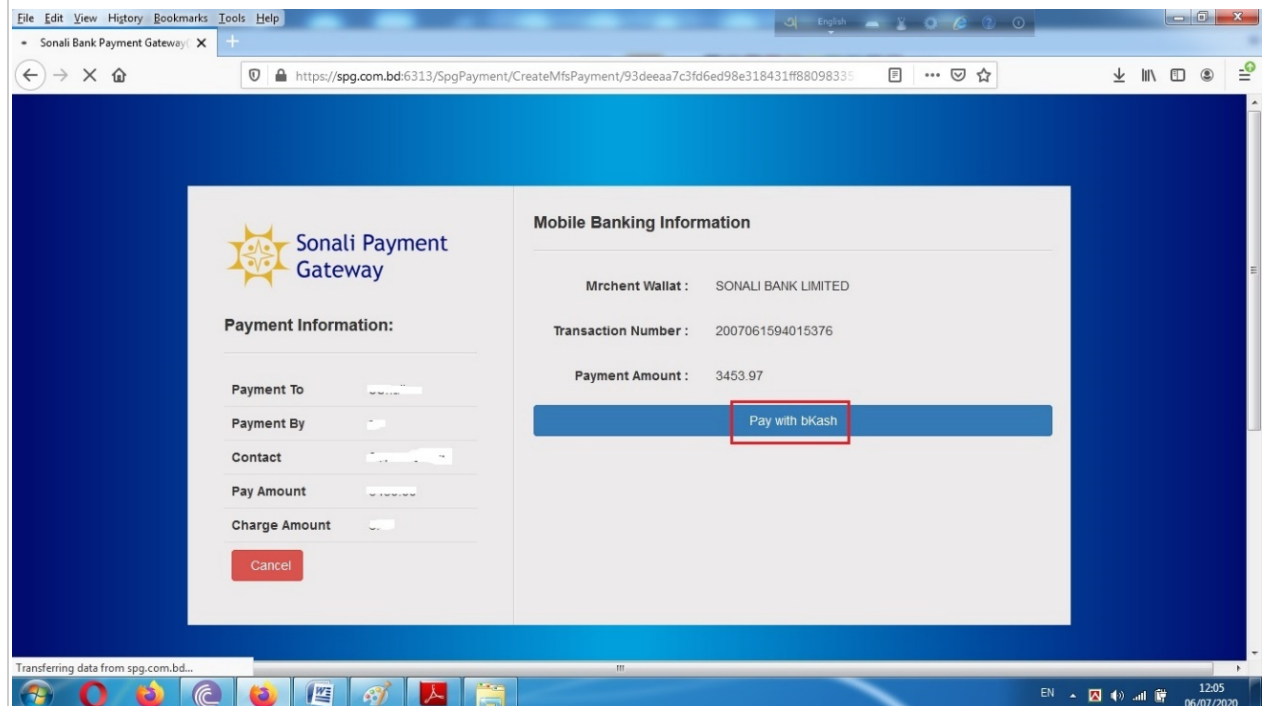 File Edit View History Bookmarks Tools Help
English
Sonali Bank Payment Gateway
https://spg.com.bd:6313/SpgPayment/CreateMfsPayment/93deeaa7c3fd6ed98e318431ff88098335
Sonali Payment
Gateway
Payment Information:
Payment To
Payment By
Contact
Pay Amount
Charge Amount
Cancel
Mobile Banking Information
Mrchent Wallat : SONALI BANK LIMITED
Transaction Number : 2007061594015376
Payment Amount : 3453.97
Pay with bKash
Transferring data from spg.com.bd...
EN
12:05
06/07/2020